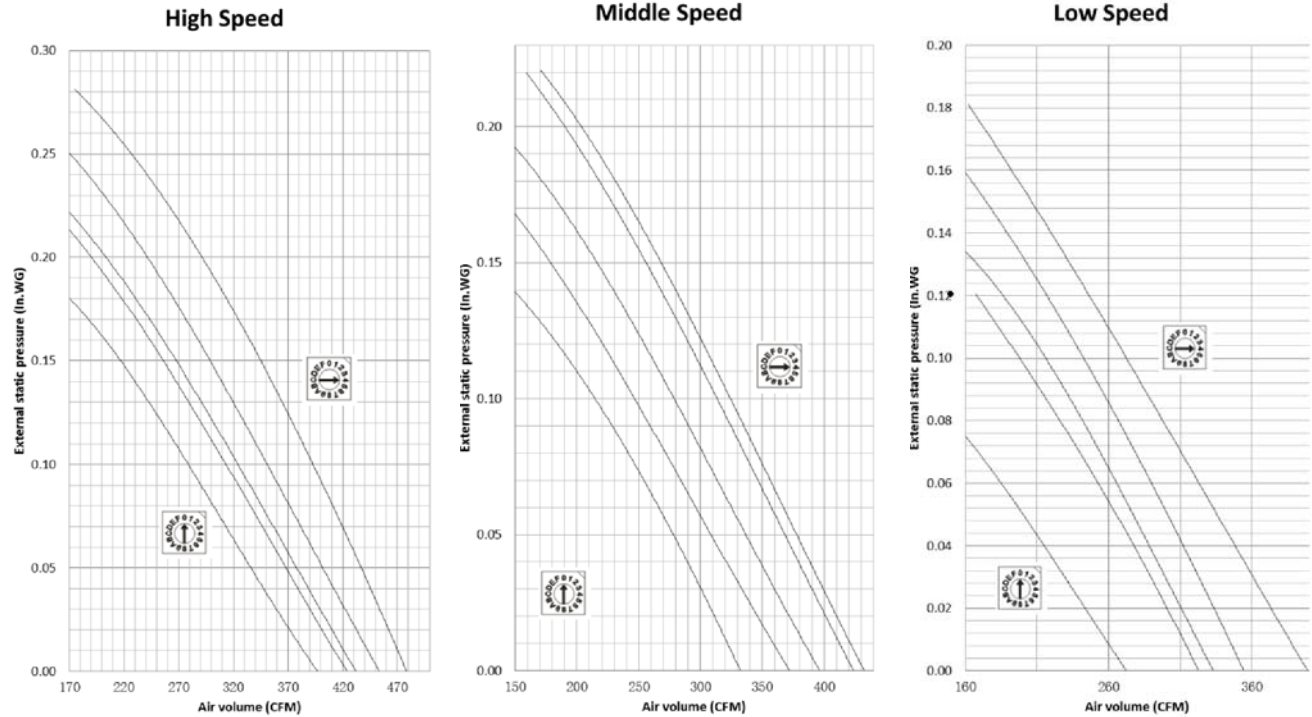 High Speed
0.30
0.25
0.20
0.15
0.10
0.05
0.00
170 220 270 320 370 420 470
External static pressure (In.WG)
Air volume (CFM)
Middle Speed
0.20
0.15
0.10
0.05
0.00
150 200 250 300 350 400
External static pressure (In.WG)
Air volume (CFM)
Low Speed
0.20
0.18
0.16
0.14
0.12
0.10
0.08
0.06
0.04
0.02
0.00
160 260 360
External static pressure (In.WG
Air volume (CFM)